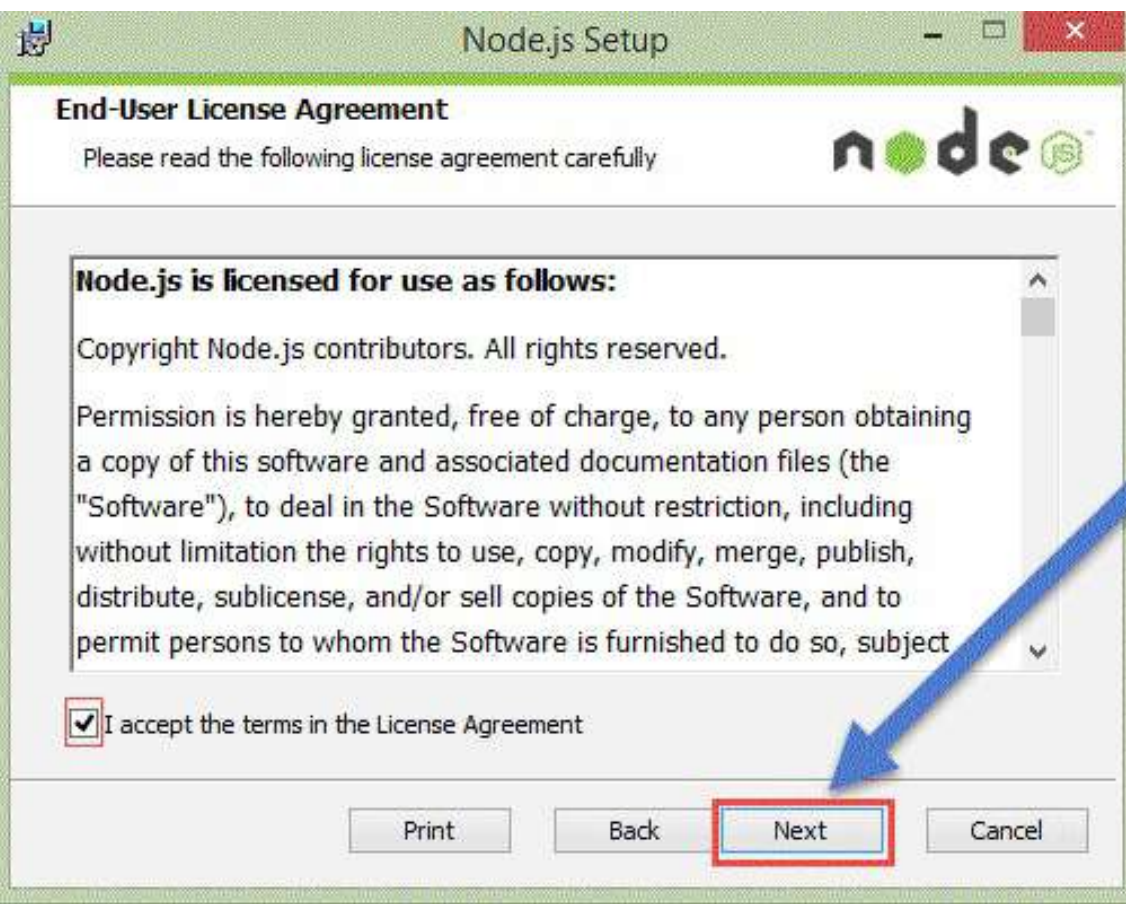 Node.js Setup
End-User License Agreement
Please read the following license agreement carefully
node JS
Node.js is licensed for use as follows:
Copyright Node.js contributors. All rights reserved.
Permission is hereby granted, free of charge, to any person obtaining
a copy of this software and associated documentation files (the
"Software"), to deal in the Software without restriction, including
without limitation the rights to use, copy, modify, merge, publish,
distribute, sublicense, and/or sell copies of the Software, and to
permit persons to whom the Software is furnished to do so, subject
I accept the terms in the License Agreement
Print Back Next Cancel